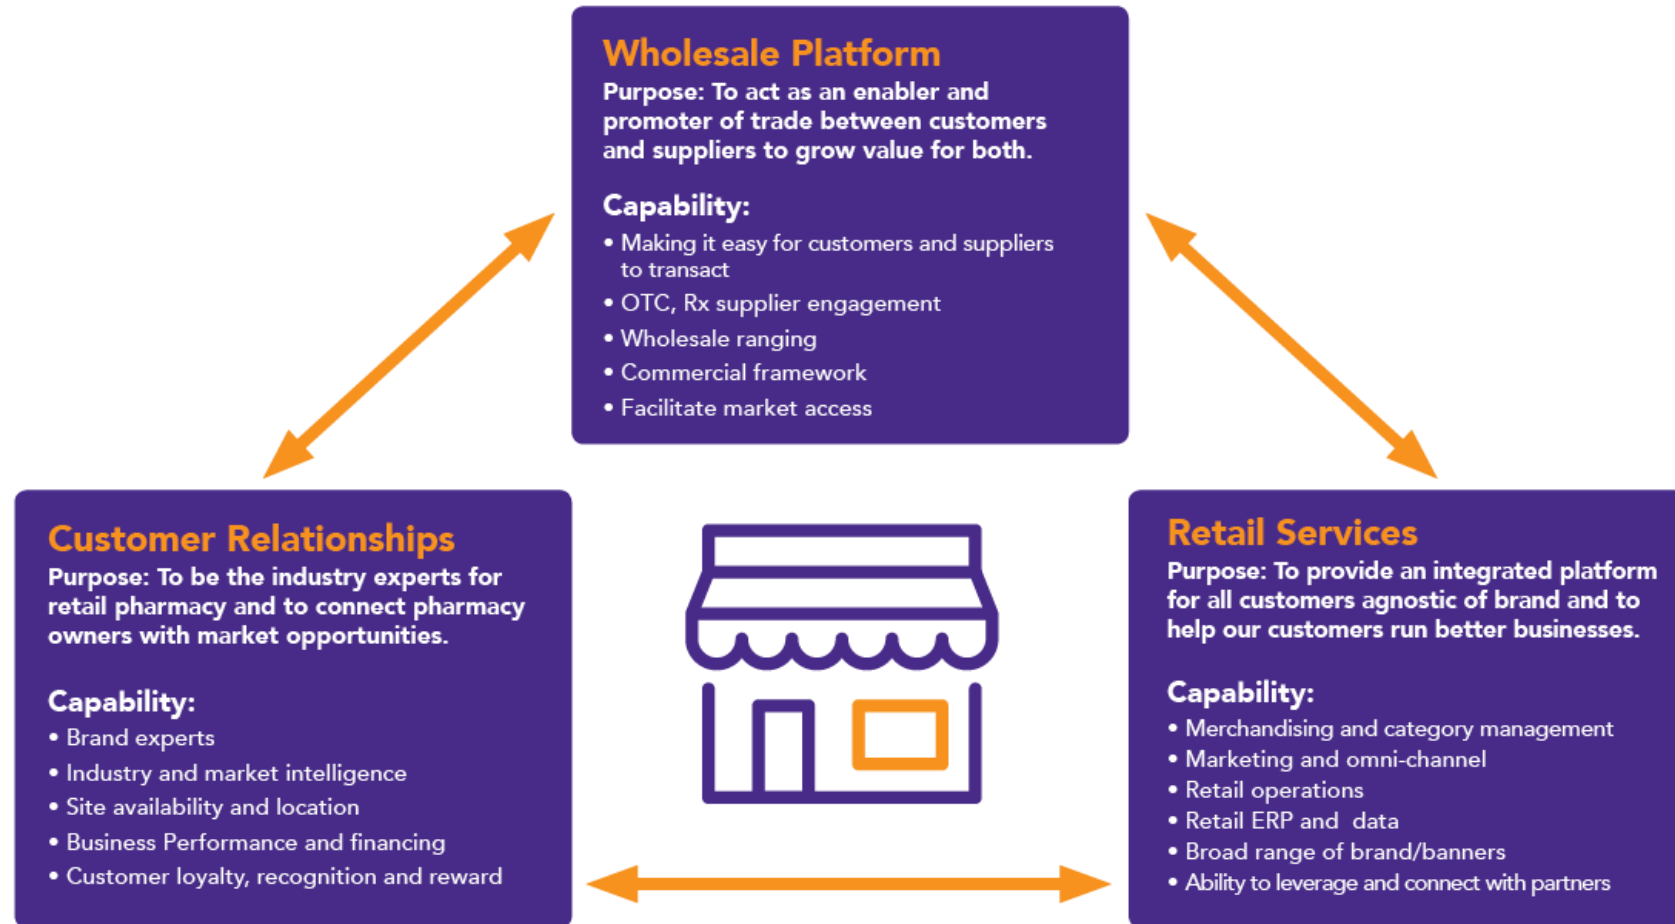 Wholesale Platform
Purpose: To act as an enabler and
promoter of trade between customers
and suppliers to grow value for both.
Capability:
• Making it easy for customers and suppliers
to transact
• OTC, Rx supplier engagement
• Wholesale ranging
• Commercial framework
• Facilitate market access
Customer Relationships
Purpose: To be the industry experts for
retail pharmacy and to connect pharmacy
owners with market opportunities.
Capability:
• Brand experts
• Industry and market intelligence
• Site availability and location
• Business Performance and financing
• Customer loyalty, recognition and reward
Retail Services
Purpose: To provide an integrated platform
for all customers agnostic of brand and to
help our customers run better businesses.
Capability:
• Merchandising and category management
• Marketing and omni-channel
• Retail operations
• Retail ERP and data
• Broad range of brand/banners
• Ability to leverage and connect with partners